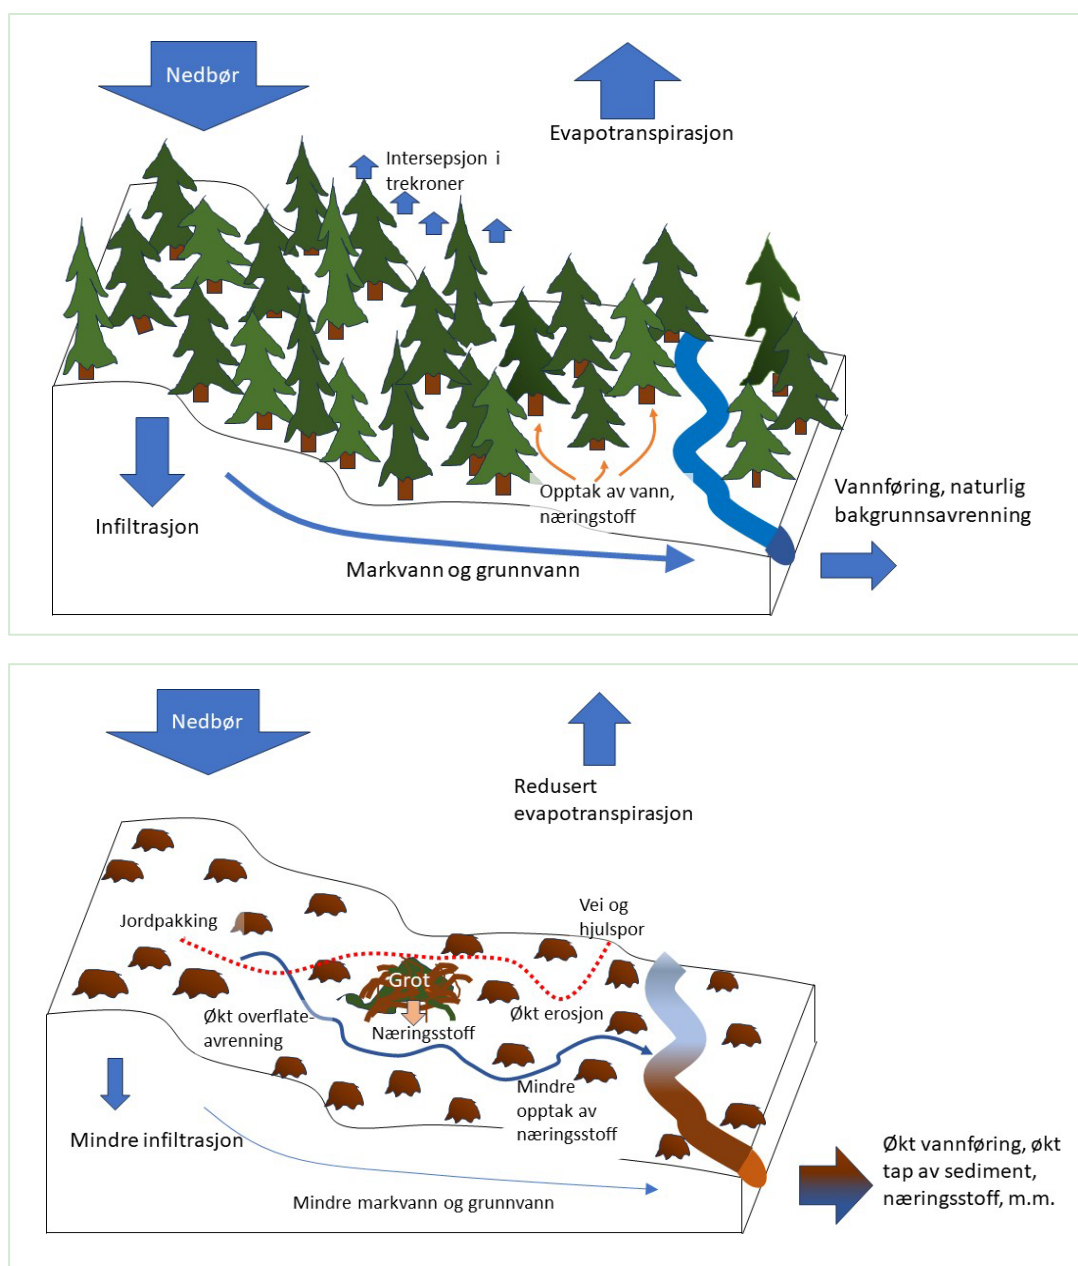 Nedbør
Evapotranspirasjon
Intersepsjon i
trekroner
Opptak av vann,
næringstoff
Infiltrasjon
Markvann og grunnvann
Vannføring, naturlig
bakgrunnsavrenning
Nedbør
Redusert
evapotranspirasjon
Jordpakking
Vei og
hjulspor
Grot
Økt overflate-
avrenning
Næringsstoff
Økt erosjon
Mindre
opptak av
næringsstoff
Mindre infiltrasjon
Mindre markvann og grunnvann
Økt vannføring, økt
tap av sediment,
næringsstoff, m.m.